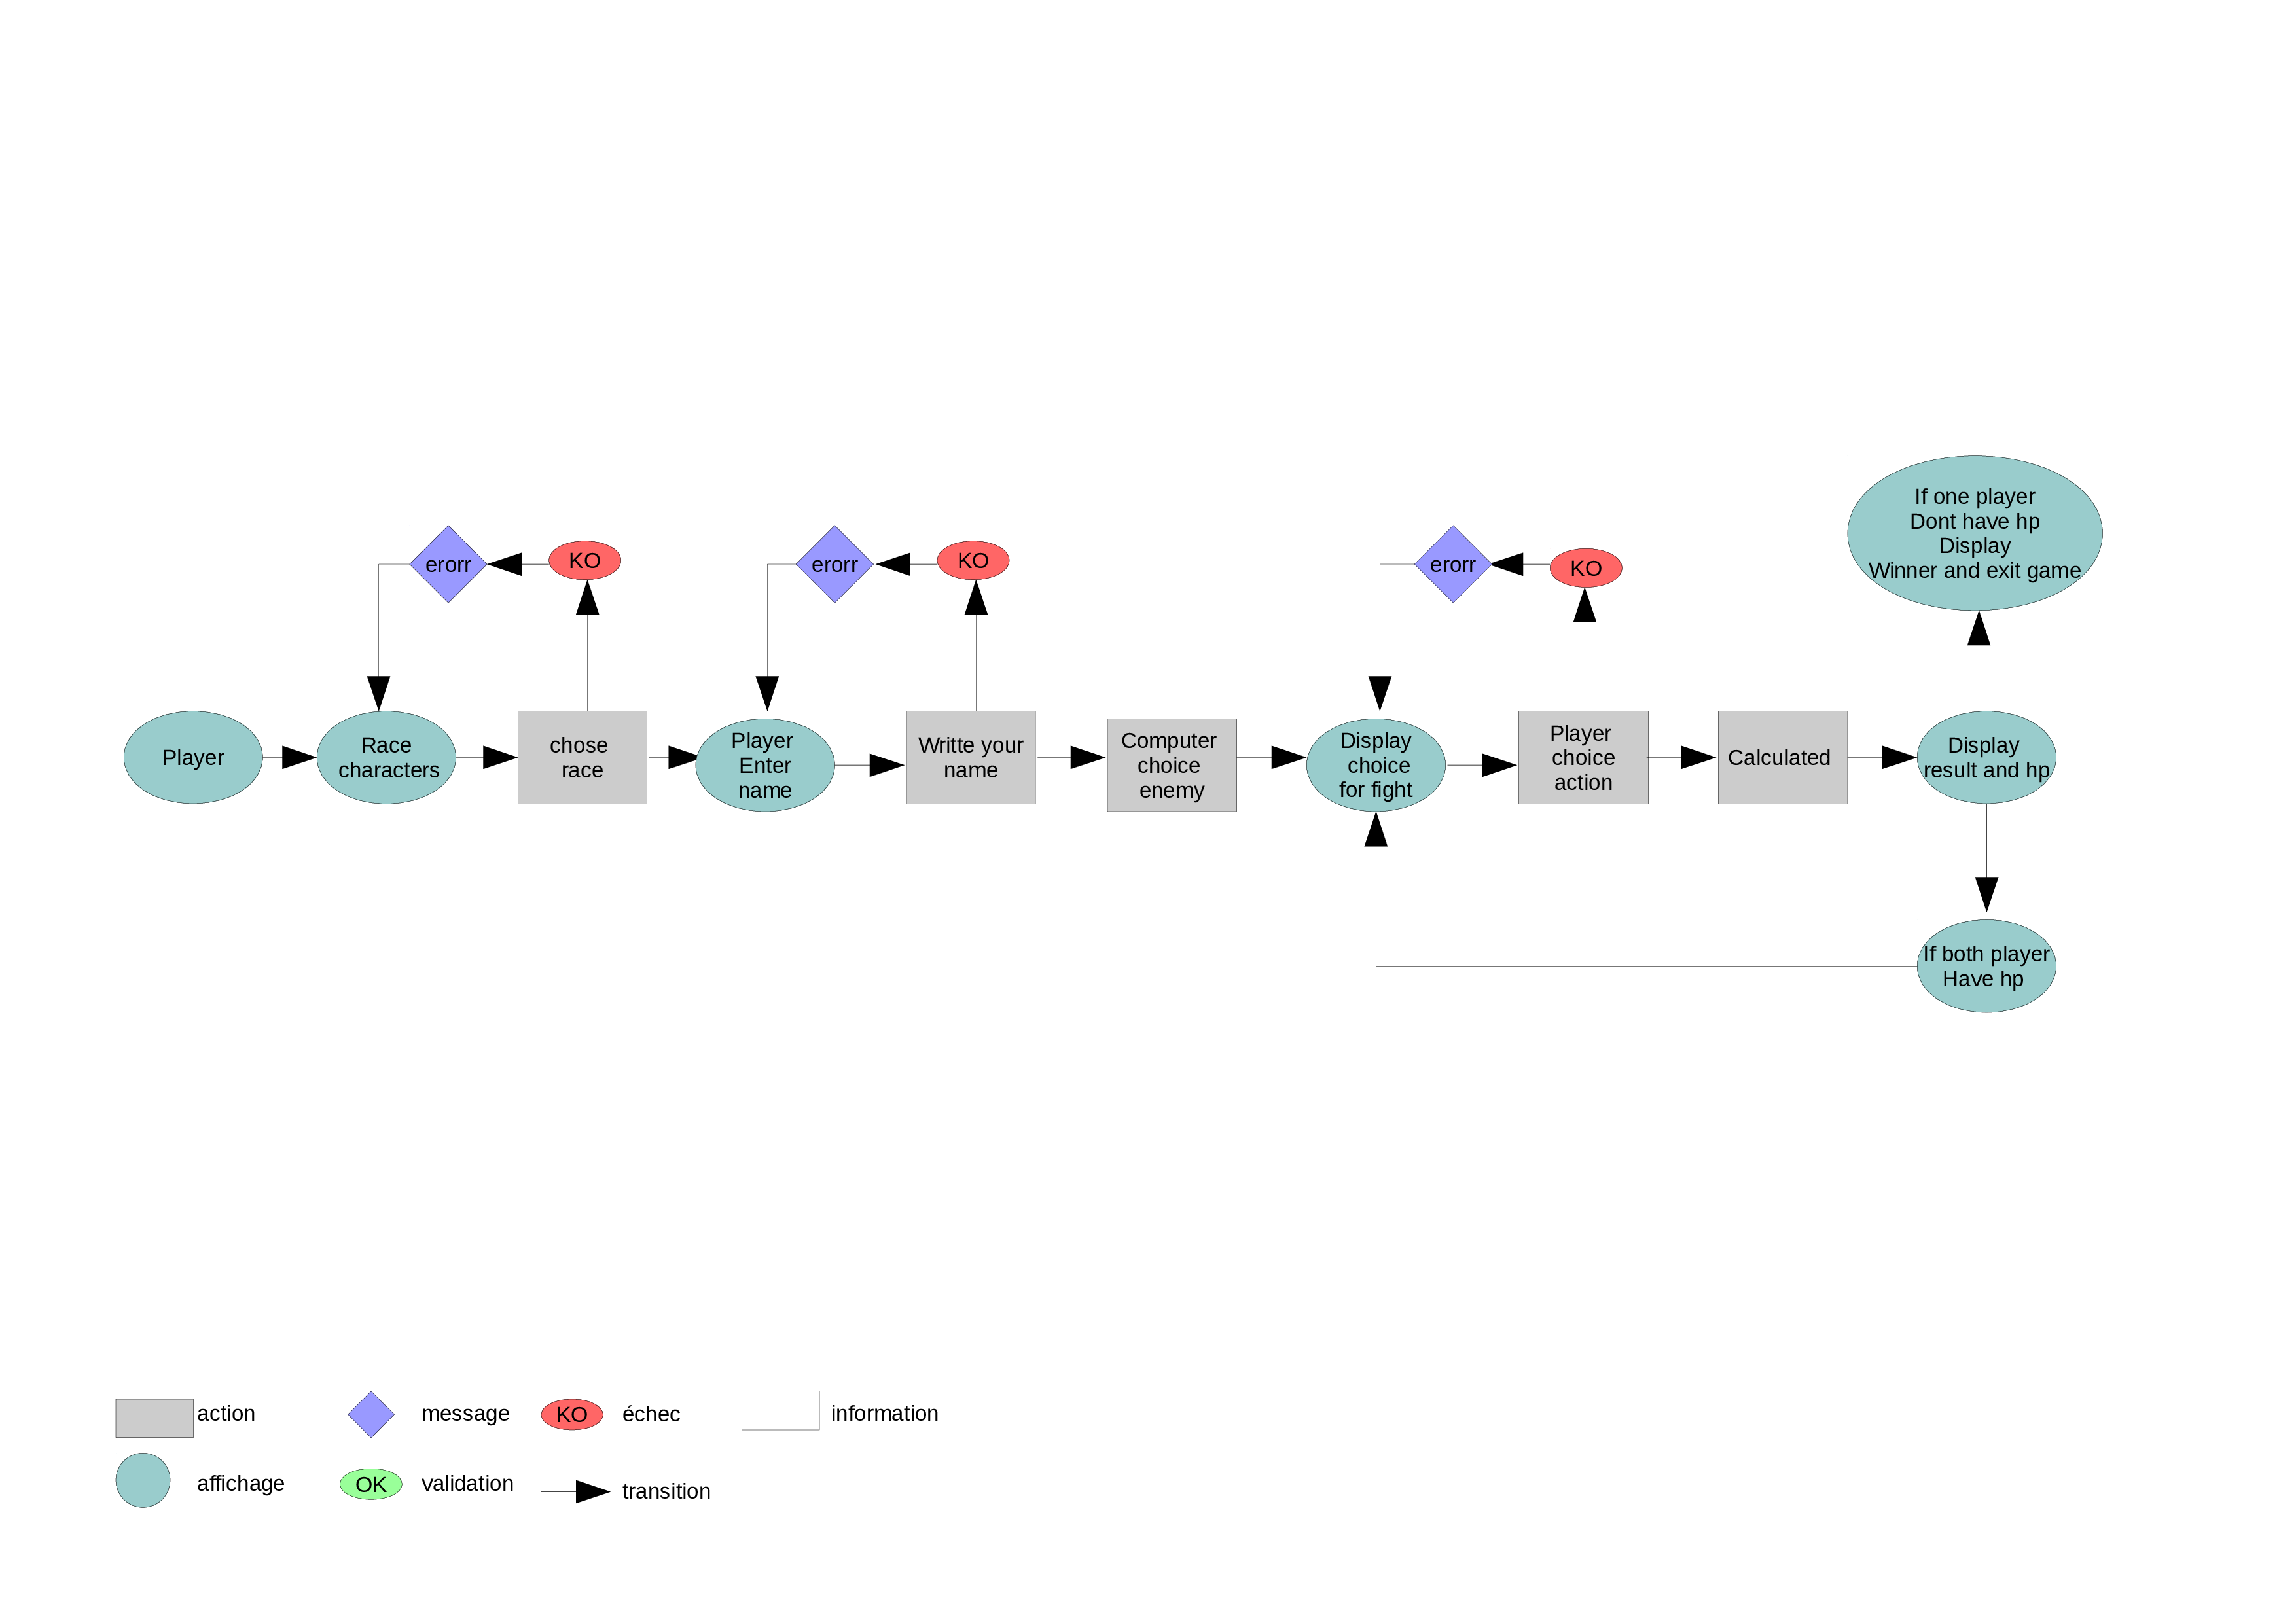 If one player
Dont have hp
Display
Winner and exit game
erorr
KO
erorr
KO
erorr
KO
Player
Race
characters
chose
race
Player
Enter
name
Writte your
name
Computer
choice
enemy
Display
choice
for fight
Player
choice
action
Calculated
Display
result and hp
If both player
Have hp
action
message
KO
échec
information
affichage
OK
validation
transition